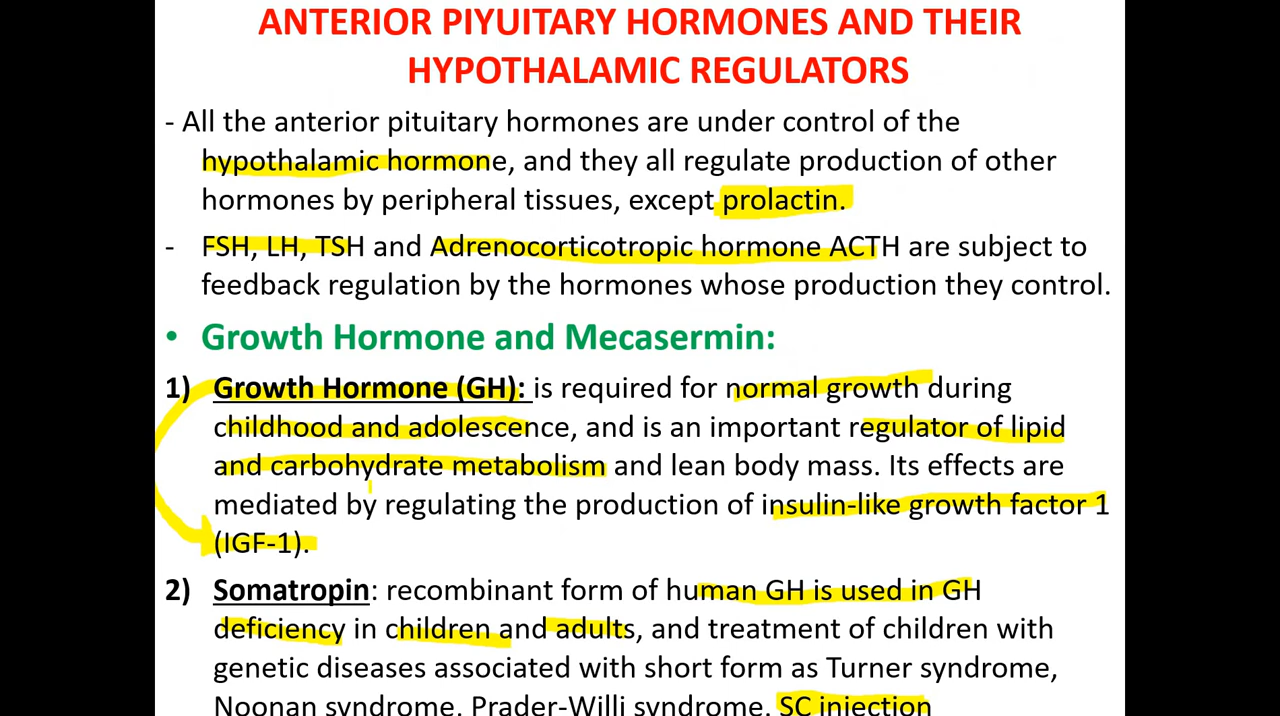 ANTERIOR PIYUITARY HORMONES AND THEIR
HYPOTHALAMIC REGULATORS
- All the anterior pituitary hormones are under control of the
hypothalamic hormone, and they all regulate production of other
hormones by peripheral tissues, except prolactin.
- FSH, LH, TSH and Adrenocorticotropic hormone ACTH are subject to
feedback regulation by the hormones whose production they control.
• Growth Hormone and Mecasermin:
1) Growth Hormone (GH): is required for normal growth during
childhood and adolescence, and is an important regulator of lipid
and carbohydrate metabolism and lean body mass. Its effects are
mediated by regulating the production of insulin-like growth factor 1
(IGF-1).
2) Somatropin: recombinant form of human GH is used in GH
deficiency in children and adults, and treatment of children with
genetic diseases associated with short form as Turner syndrome,
Noonan syndrome, Prader-Willi syndrome, SC injection